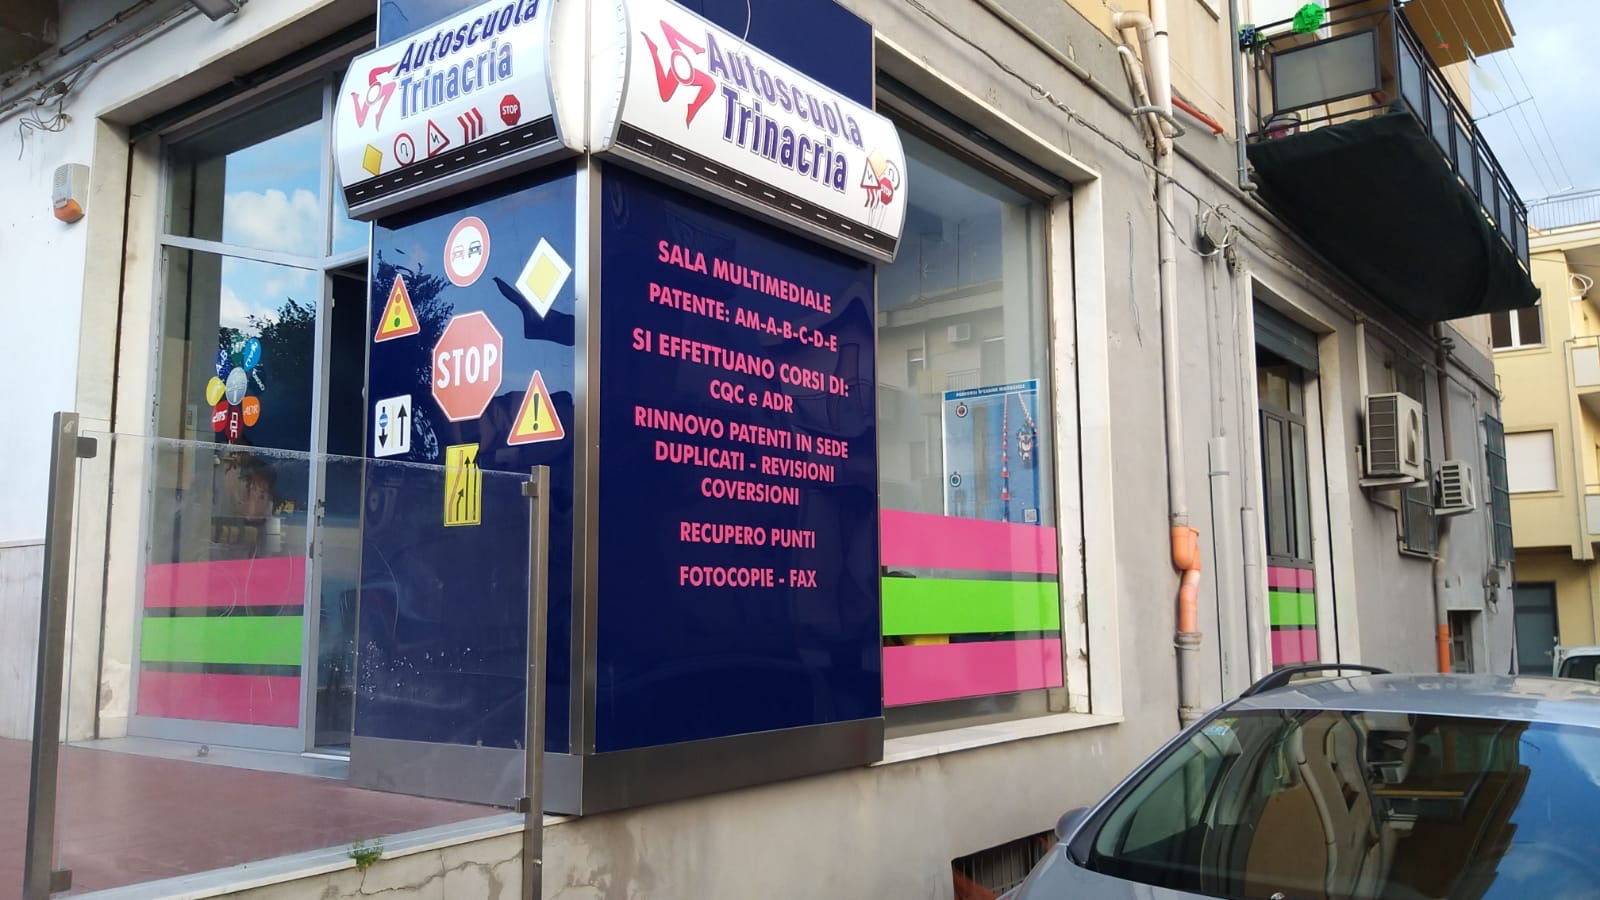 Autoscuola
Trinacria
STOP
Autoscuola
Trinacria
STOP
STOP
SALA MULTIMEDIALE
PATENTE: AM-A-B-C-D-E
SI EFFETTUANO CORSI DI:
CQC e ADR
RINNOVO PATENTI IN SEDE
DUPLICATI - REVISIONI
COVERSIONI
RECUPERO PUNTI
FOTOCOPIE - FAX